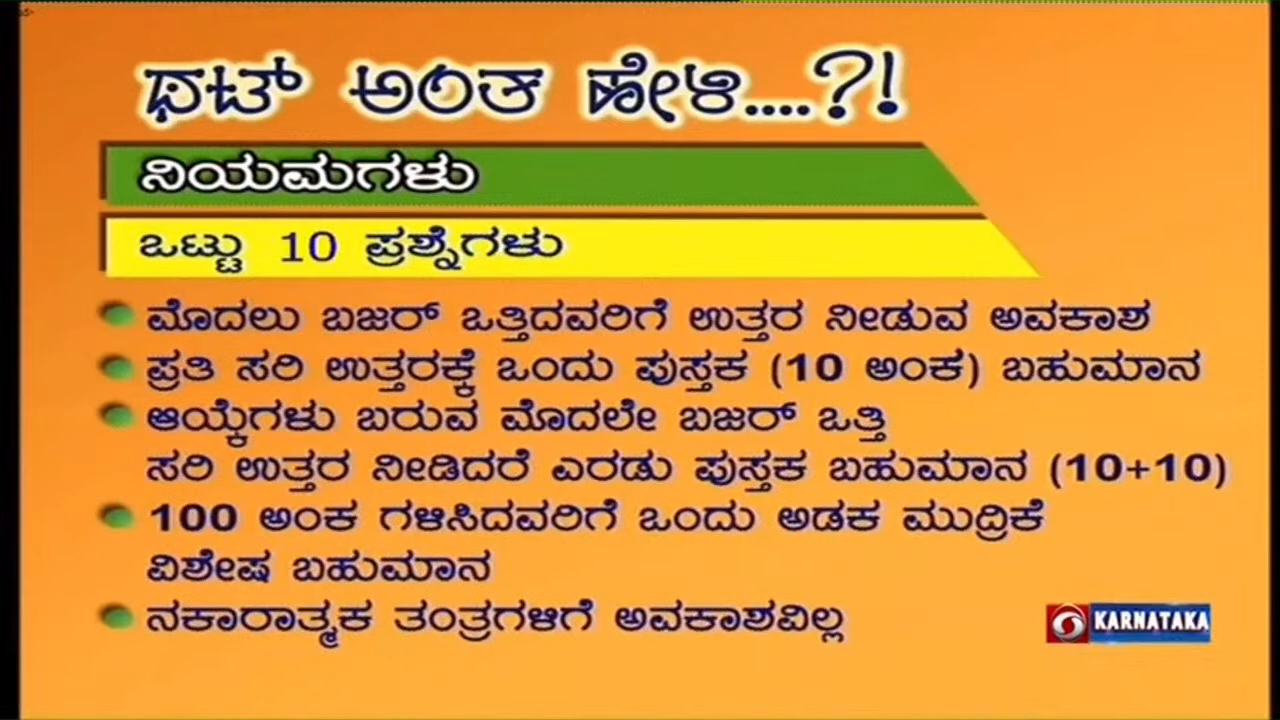 ಥಟ್ ಅಂತ ಹೇಳಿ....?!
ನಿಯಮಗಳು
ಒಟ್ಟು 10 ಪ್ರಶ್ನೆಗಳು
ಮೊದಲು ಬಜರ್ ಒತ್ತಿದವರಿಗೆ ಉತ್ತರ ನೀಡುವ ಅವಕಾಶ
ಪ್ರತಿ ಸರಿ ಉತ್ತರಕ್ಕೆ ಒಂದು ಪುಸ್ತಕ (10 ಅಂಕ) ಬಹುಮಾನ
ಆಯ್ಕೆಗಳು ಬರುವ ಮೊದಲೇ ಬಜರ್ ಒತ್ತಿ
ಸರಿ ಉತ್ತರ ನೀಡಿದರೆ ಎರಡು ಪುಸ್ತಕ ಬಹುಮಾನ (10+10)
100 ಅಂಕ ಗಳಿಸಿದವರಿಗೆ ಒಂದು ಅಡಕ ಮುದ್ರಿಕೆ
ವಿಶೇಷ ಬಹುಮಾನ
ನಕಾರಾತ್ಮಕ ತಂತ್ರಗಳಿಗೆ ಅವಕಾಶವಿಲ್ಲ
KARNATAKA